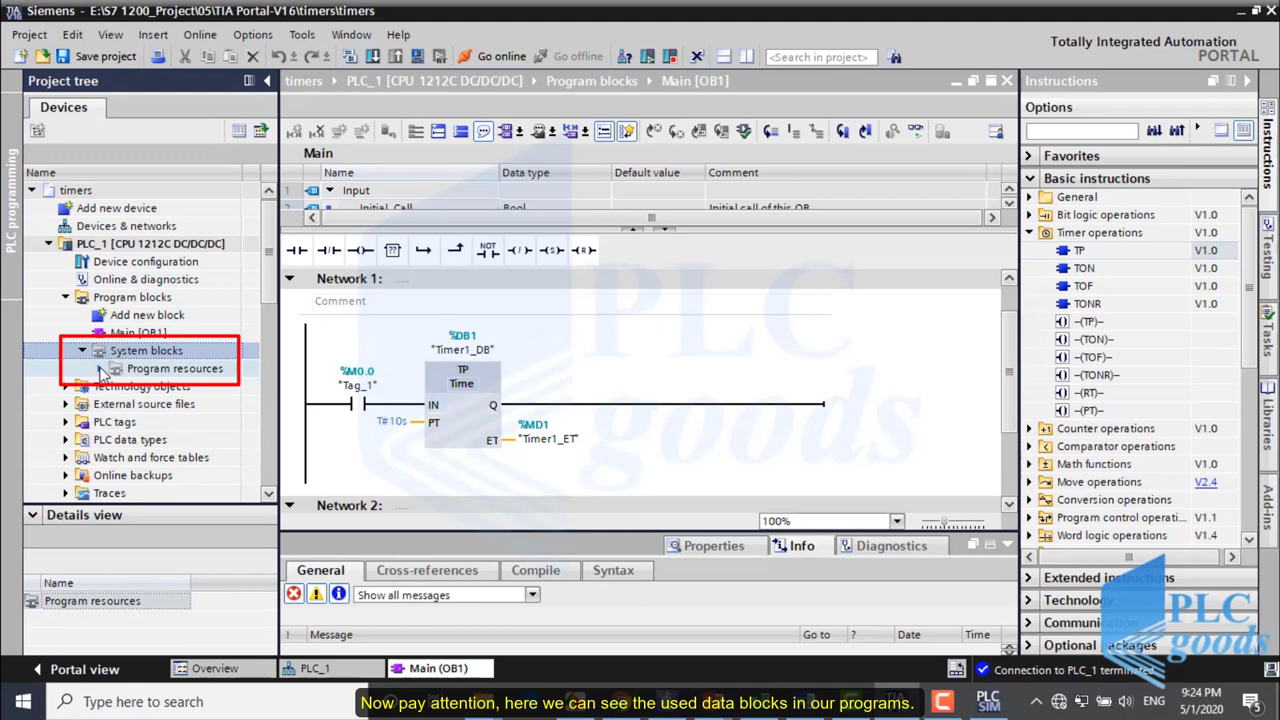 Siemens - E:\S7 1200_Project\05\TIA Portal-V16\timers\timers
Project Edit View Insert Online Options Tools Window Help
Totally Integrated Automation
PORTAL
Save project
Go online
Go offline
<Search in project>
Project tree
timers PLC_1 [CPU 1212C DC/DC/DC] Program blocks Main [OB1]
Instructions
Devices
Options
PLC programming
Name
timers
Add new device
Devices & networks
PLC_1 [CPU 1212C DC/DC/DC]
Device configuration
Online & diagnostics
Program blocks
Add new block
Main [OB1]
System blocks
Program resources
Technology objects
External source files
PLC tags
PLC data types
Watch and force tables
Online backups
Traces
Details view
Name
Program resources
Main
Name Data type Default value Comment
1 Input
Initial_Call Bool Initial call of this OB
Network 1: .....
Comment
%DB1
"Timer1_DB"
%M0.0
"Tag_1"
TP
Time
IN Q
T#10s PT
%MD1
ET "Timer1_ET"
Network 2: .....
100%
Properties Info Diagnostics
General Cross-references Compile Syntax
Show all messages
! Message Go to ? Date Time
Favorites
Basic instructions
General
Bit logic operations V1.0
Timer operations V1.0
TP V1.0
TON V1.0
TOF V1.0
TONR V1.0
-(TP)-
-(TON)-
-(TOF)-
-(TONR)-
-(RT)-
-(PT)-
Counter operations V1.0
Comparator operations
Math functions V1.0
Move operations V2.4
Conversion operations
Program control operati... V1.1
Word logic operations V1.4
Extended instructions
Technology
Communication
Optional packages
Instructions
Tasks
Libraries
Add-ins
PLC
goods
PLC
goods
Portal view Overview PLC_1 Main (OB1)
Connection to PLC_1 terminated.
Type here to search
Now pay attention, here we can see the used data blocks in our programs.
PLC
SIM
ENG
9:24 PM
5/1/2020